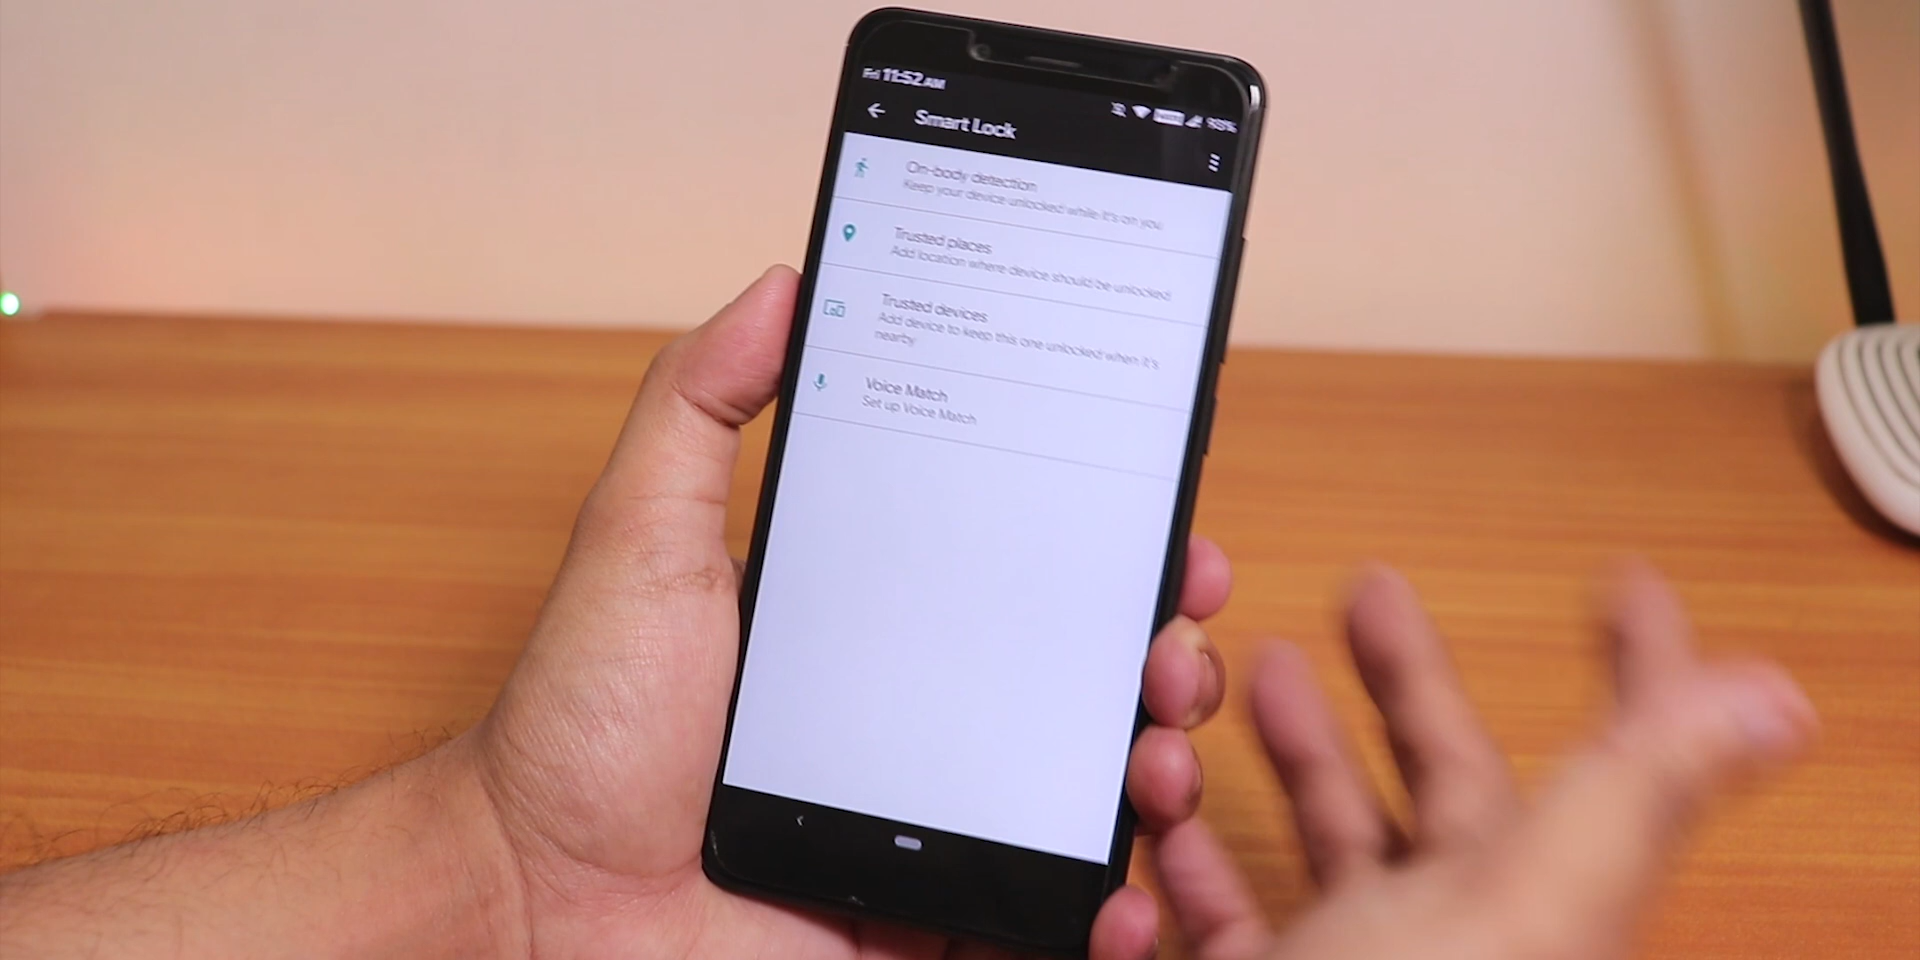 Fri 11:52 AM
93%
Smart Lock
On-body detection
Keep your device unlocked while it's on you
Trusted places
Add location where device should be unlocked
Trusted devices
Add device to keep this one unlocked when it's
nearby
Voice Match
Set up Voice Match